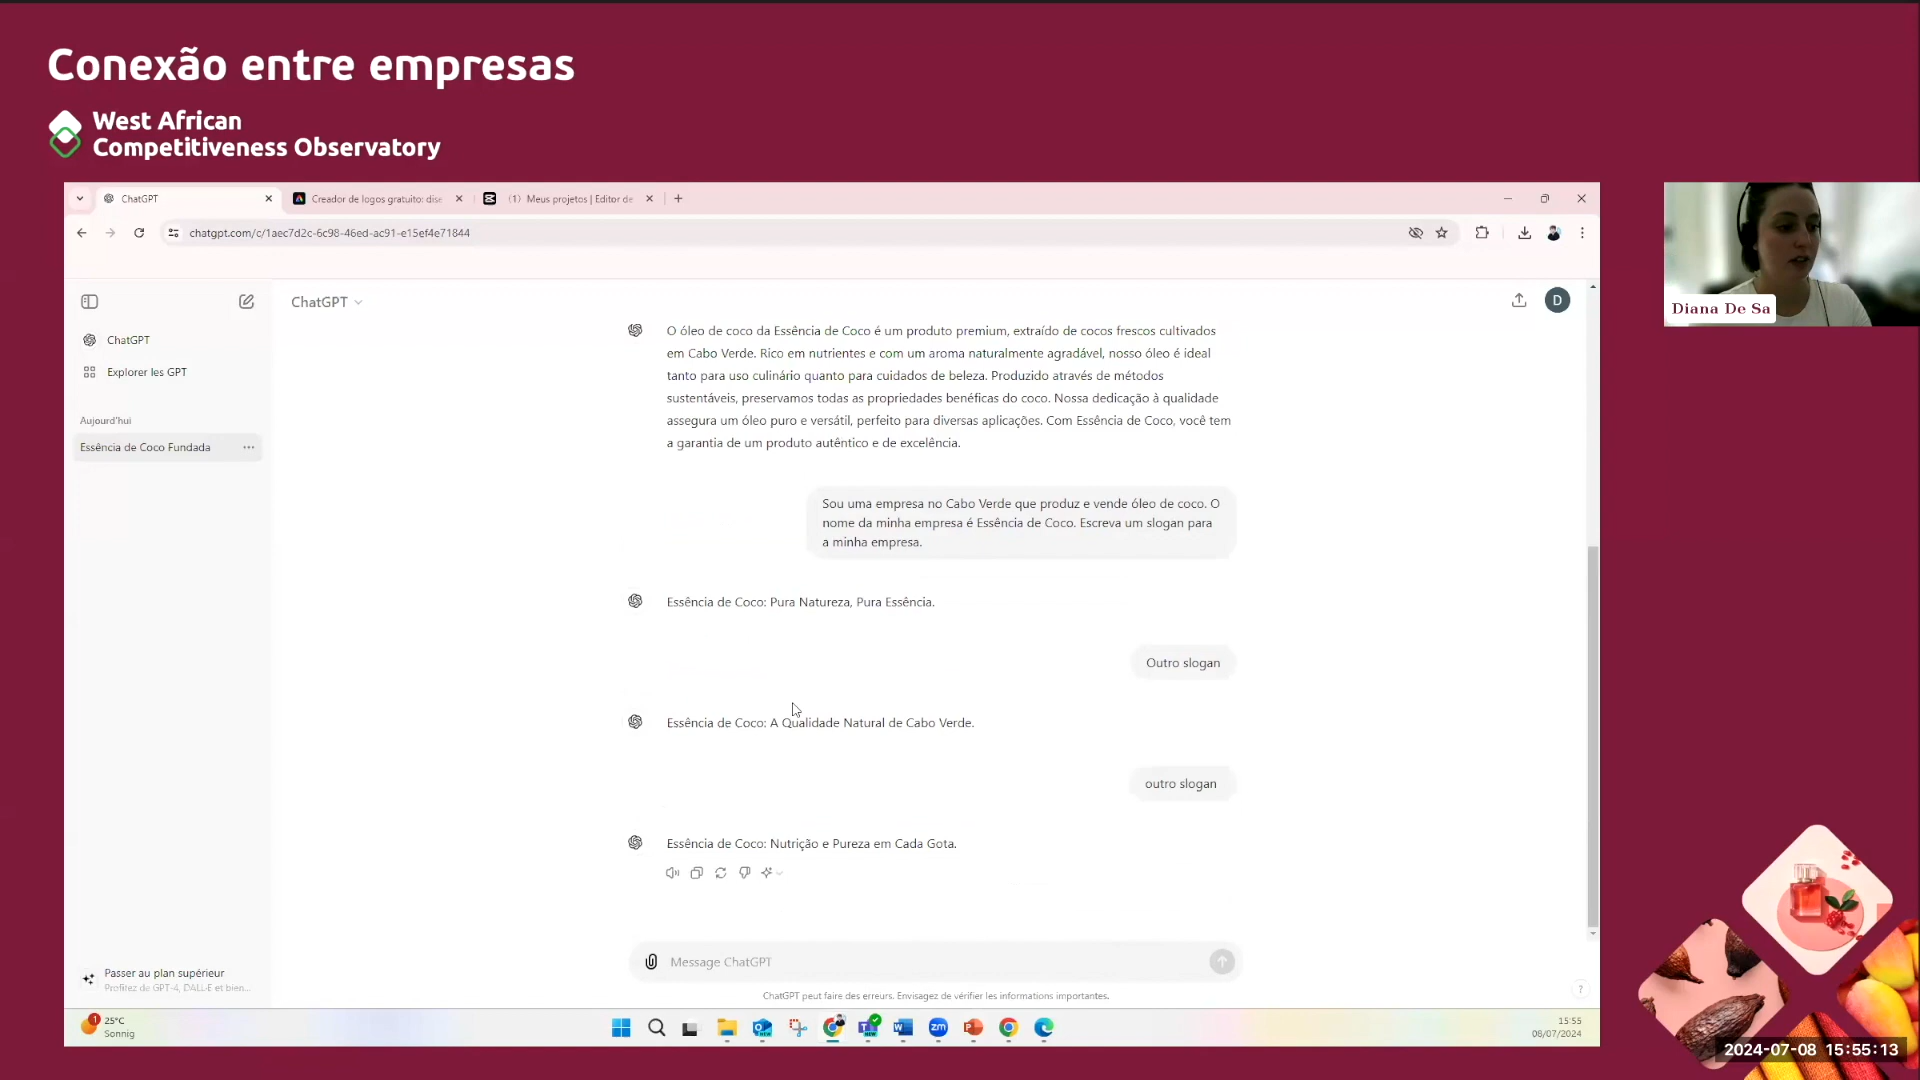 Conexão entre empresas
West African
Competitiveness Observatory
ChatGPT
Creador de logos gratuito: dise
(1) Meus projetos | Editor de
chatgpt.com/c/1aec7d2c-6c98-46ed-ac91-e15ef4e71844
ChatGPT
D
ChatGPT
Explorer les GPT
Aujourd'hui
Essência de Coco Fundada
O óleo de coco da Essência de Coco é um produto premium, extraído de cocos frescos cultivados
em Cabo Verde. Rico em nutrientes e com um aroma naturalmente agradável, nosso óleo é ideal
tanto para uso culinário quanto para cuidados de beleza. Produzido através de métodos
sustentáveis, preservamos todas as propriedades benéficas do coco. Nossa dedicação à qualidade
assegura um óleo puro e versátil, perfeito para diversas aplicações. Com Essência de Coco, você tem
a garantia de um produto autêntico e de excelência.
Sou uma empresa no Cabo Verde que produz e vende óleo de coco. O
nome da minha empresa é Essência de Coco. Escreva um slogan para
a minha empresa.
Essência de Coco: Pura Natureza, Pura Essência.
Outro slogan
Essência de Coco: A Qualidade Natural de Cabo Verde.
outro slogan
Essência de Coco: Nutrição e Pureza em Cada Gota.
Message ChatGPT
ChatGPT peut faire des erreurs. Envisagez de vérifier les informations importantes.
?
Passer au plan supérieur
Profitez de GPT-4, DALL·E et bien...
1
25°C
Sonnig
15:55
08/07/2024
Diana De Sa
2024-07-08 15:55:13